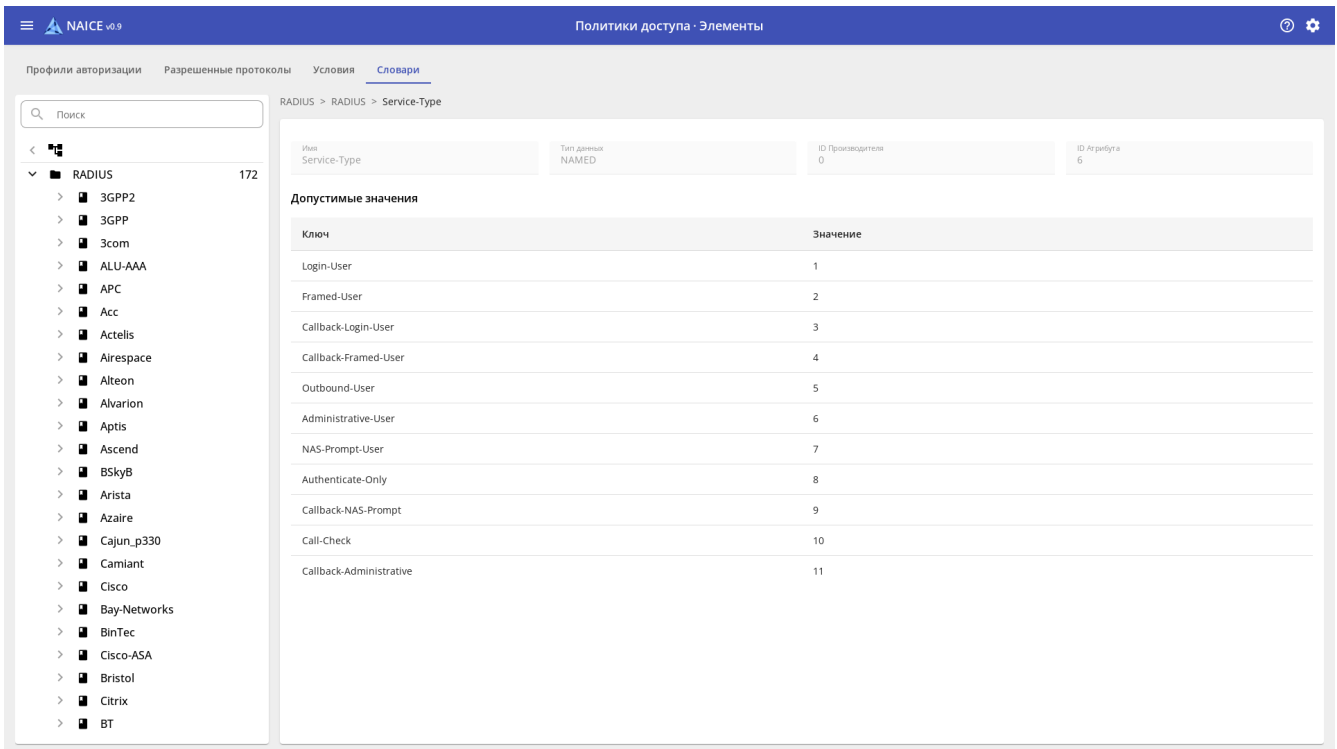 NAICE v0.9
Политики доступа · Элементы
Профили авторизации Разрешенные протоколы Условия Словари
Поиск
RADIUS 172
3GPP2
3GPP
3com
ALU-AAA
APC
Acc
Actelis
Airespace
Alteon
Alvarion
Aptis
Ascend
BSkyB
Arista
Azaire
Cajun_p330
Camiant
Cisco
Bay-Networks
BinTec
Cisco-ASA
Bristol
Citrix
BT
RADIUS > RADIUS > Service-Type
Имя Тип данных ID Производителя ID Атрибута
Service-Type NAMED 0 6
Допустимые значения
Ключ Значение
Login-User 1
Framed-User 2
Callback-Login-User 3
Callback-Framed-User 4
Outbound-User 5
Administrative-User 6
NAS-Prompt-User 7
Authenticate-Only 8
Callback-NAS-Prompt 9
Call-Check 10
Callback-Administrative 11